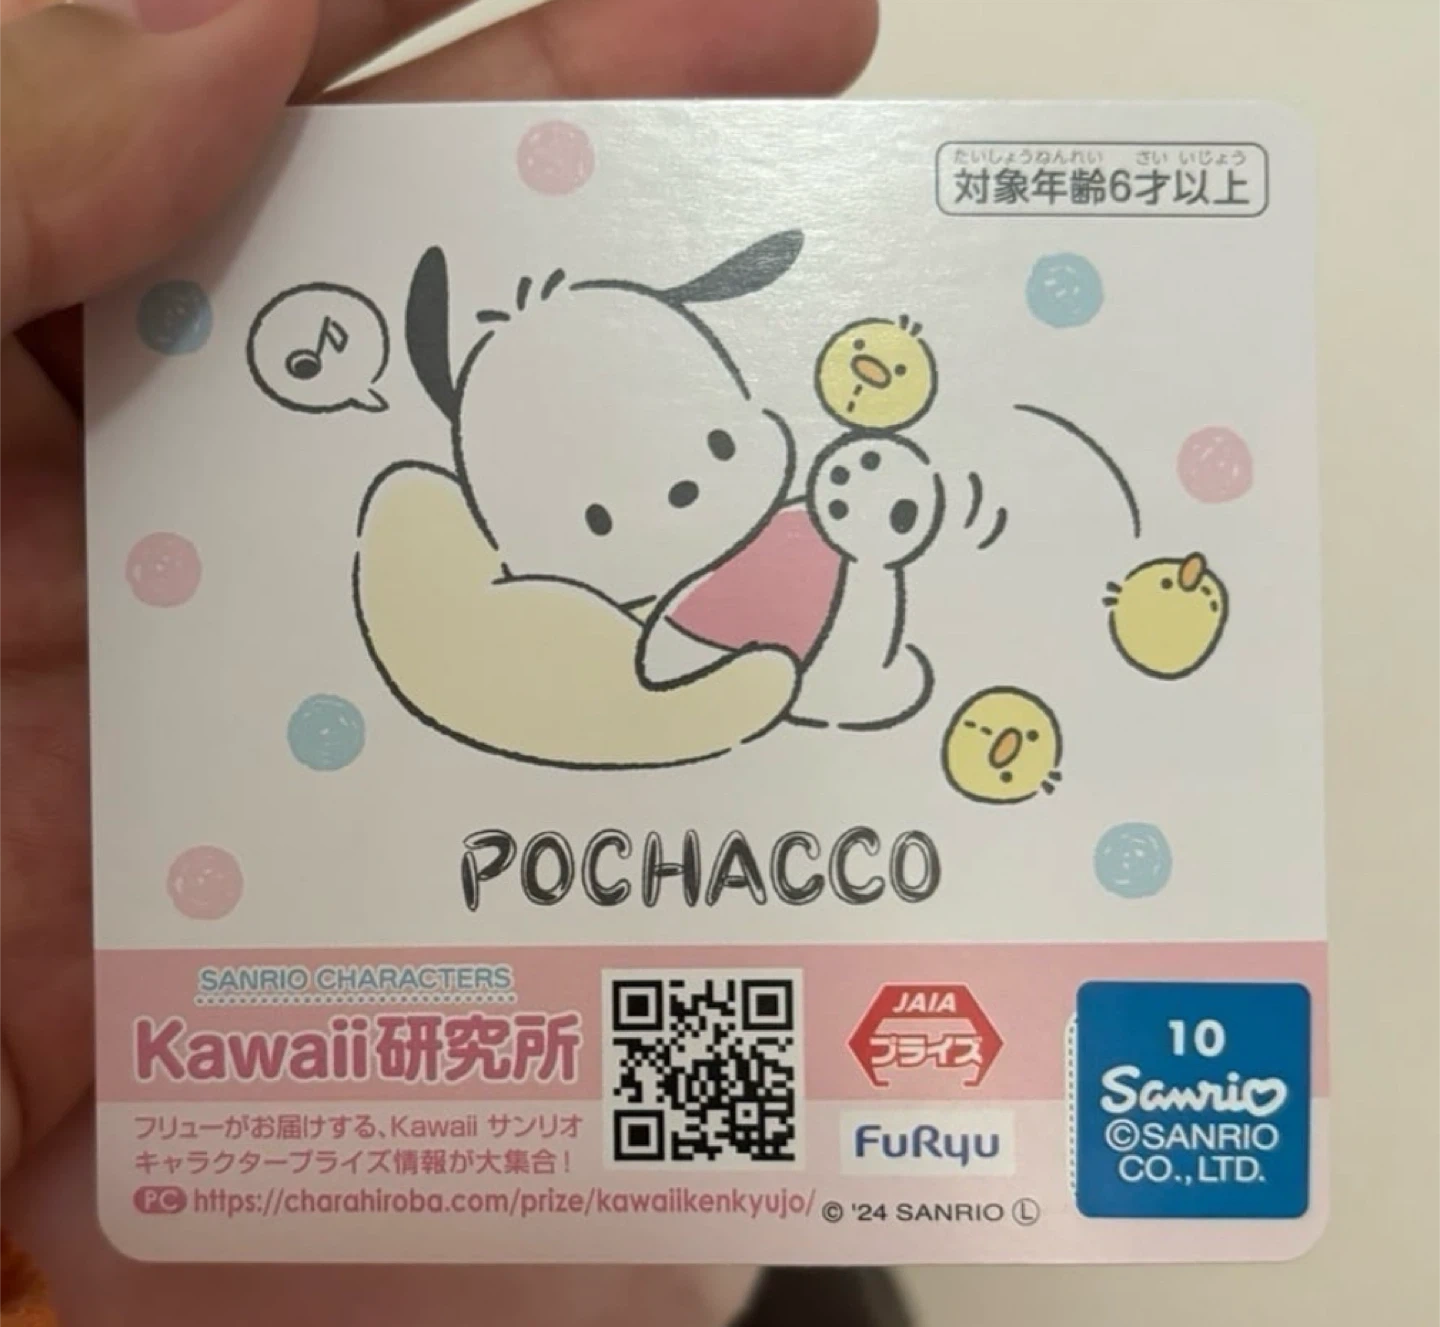 たいしょうねんれい さい いじょう
対象年齢6才以上
POCHACCO
SANRIO CHARACTERS
Kawaii研究所
フリューがお届けする、Kawaii サンリオ
キャラクタープライズ情報が大集合！
PC https://charahiroba.com/prize/kawaiikenkyujo/
JAIA
プライズ
FuRyu
© '24 SANRIO Ⓛ
10
Sanrio
©SANRIO
CO., LTD.